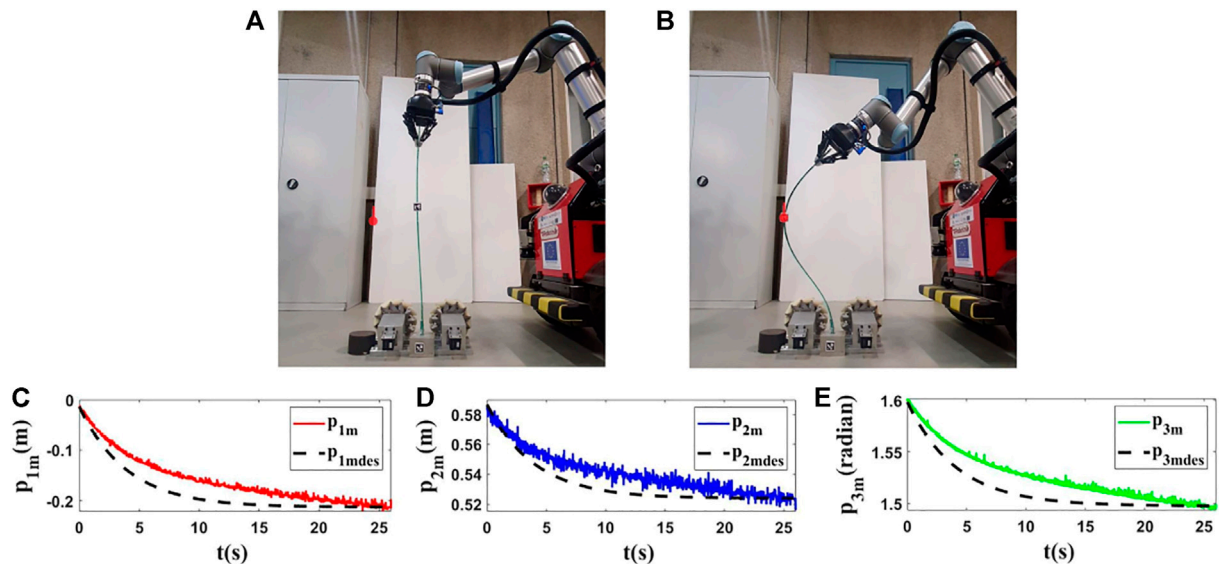 A
B
C
D
E
0
-0.1
-0.2
p1m(m)
p1m
p1mdes
0
5
10
15
20
25
t(s)
0.58
0.56
0.54
0.52
p2m(m)
p2m
p2mdes
0
5
10
15
20
25
t(s)
1.6
1.55
1.5
p3m(radian)
p3m
p3mdes
0
5
10
15
20
25
t(s)